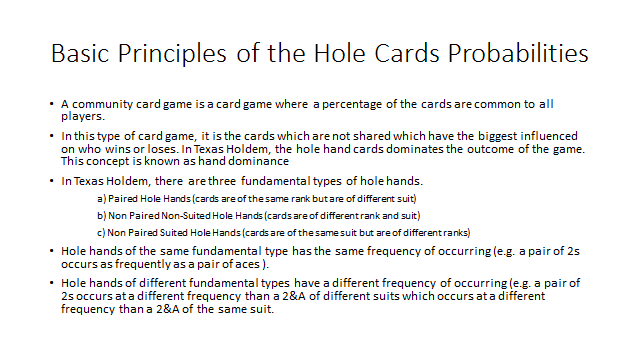 Basic Principles of the Hole Cards Probabilities
• A community card game is a card game where a percentage of the cards are common to all
players.
• In this type of card game, it is the cards which are not shared which have the biggest influenced
on who wins or loses. In Texas Holdem, the hole hand cards dominates the outcome of the game.
This concept is known as hand dominance
• In Texas Holdem, there are three fundamental types of hole hands.
a) Paired Hole Hands (cards are of the same rank but are of different suit)
b) Non Paired Non-Suited Hole Hands (cards are of different rank and suit)
c) Non Paired Suited Hole Hands (cards are of the same suit but are of different ranks)
• Hole hands of the same fundamental type has the same frequency of occurring (e.g. a pair of 2s
occurs as frequently as a pair of aces ).
• Hole hands of different fundamental types have a different frequency of occurring (e.g. a pair of
2s occurs at a different frequency than a 2&A of different suits which occurs at a different
frequency than a 2&A of the same suit.